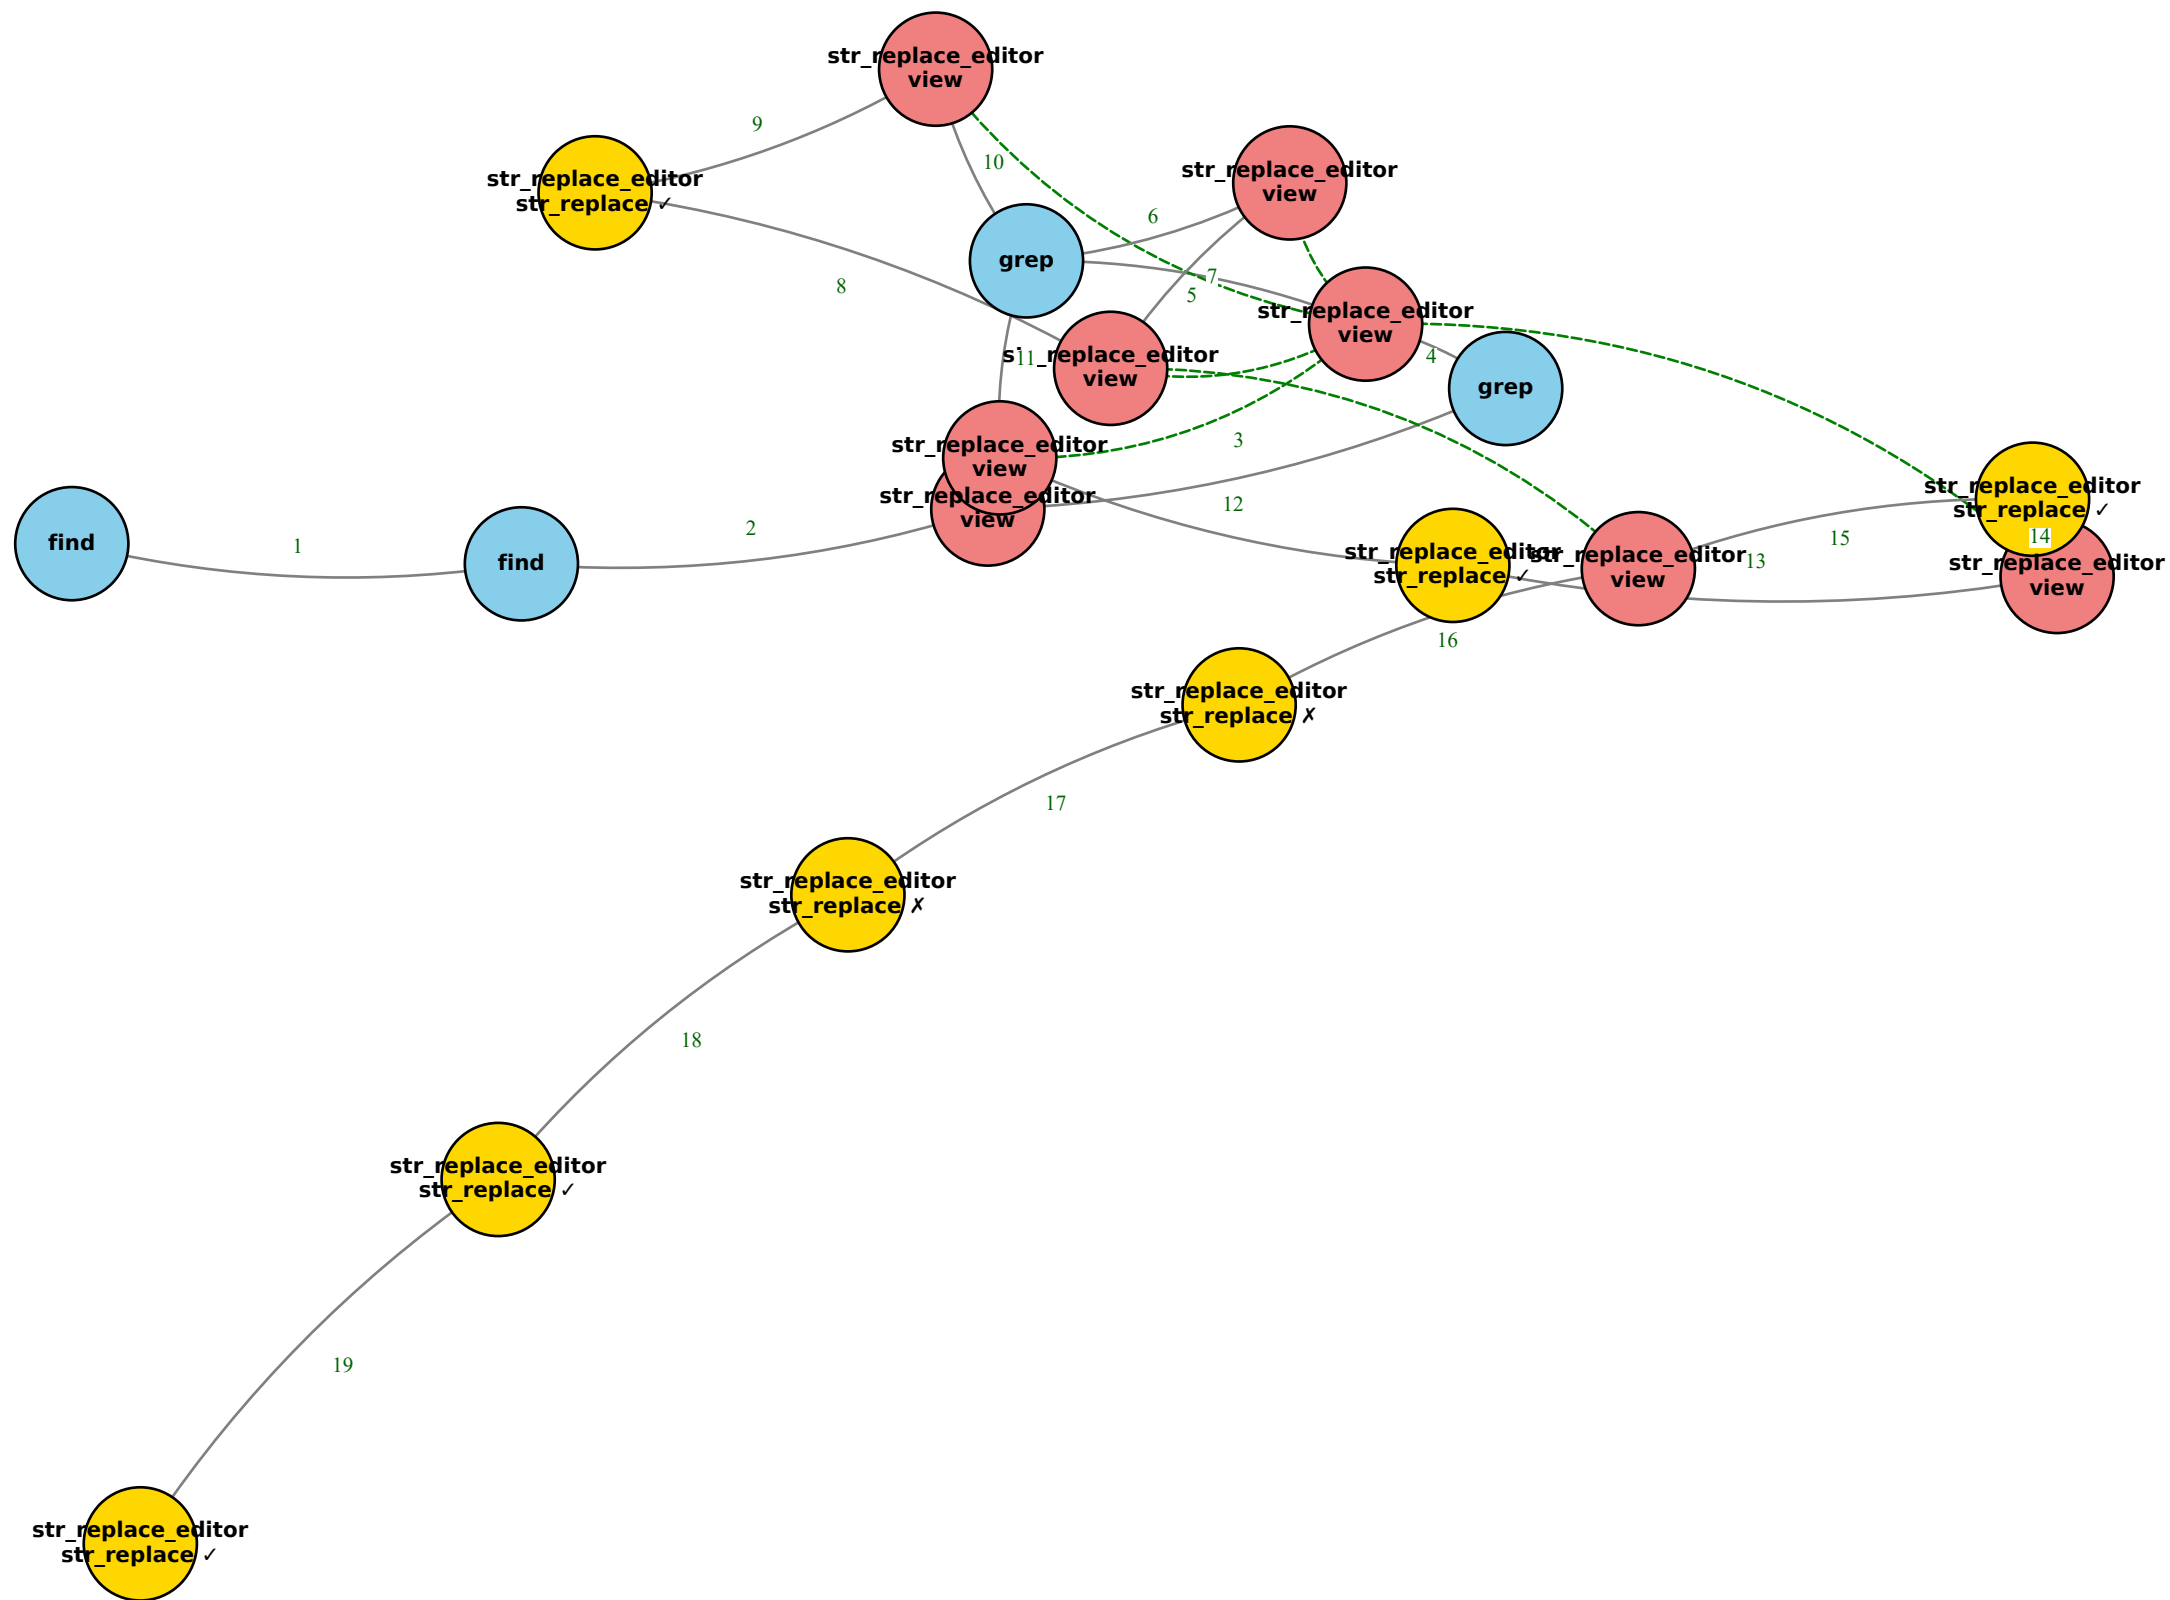 str_replace_editor
view
9
str_replace_editor
str_replace ✓
10
str_replace_editor
view
6
grep
7
5
8
str_replace_editor
view
11
str_replace_editor
view
4
grep
3
str_replace_editor
view
str_replace_editor
view
12
2
1
find
find
str_replace_editor
str_replace ✓
str_replace_editor
view
13
15
str_replace_editor
str_replace ✓
14
str_replace_editor
view
16
str_replace_editor
str_replace ✗
17
str_replace_editor
str_replace ✗
18
str_replace_editor
str_replace ✓
19
str_replace_editor
str_replace ✓